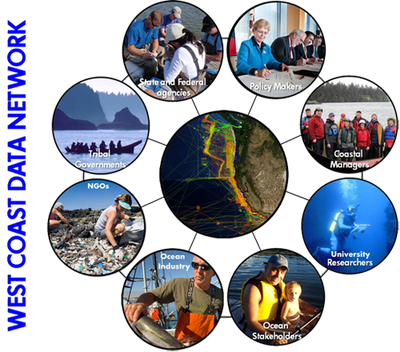 WEST COAST DATA NETWORK
State and Federal
agencies
Policy Makers
Tribal
Governments
Coastal
Managers
NGOs
University
Researchers
Ocean
Industry
Ocean
Stakeholders